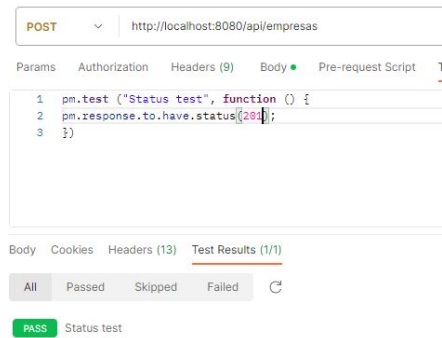 POST http://localhost:8080/api/empresas
Params Authorization Headers (9) Body Pre-request Script
1 pm.test ("Status test", function () {
2 pm.response.to.have.status(201);
3 })
Body Cookies Headers (13) Test Results (1/1)
All Passed Skipped Failed
PASS Status test